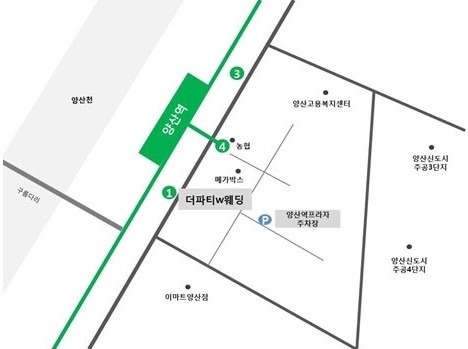 3
양산고용복지센터
양산천
양산역
4
농협
양산신도시
주공3단지
메가박스
구름다리
1
더파티w웨딩
P
양산역프라자
주차장
양산신도시
주공4단지
이마트양산점